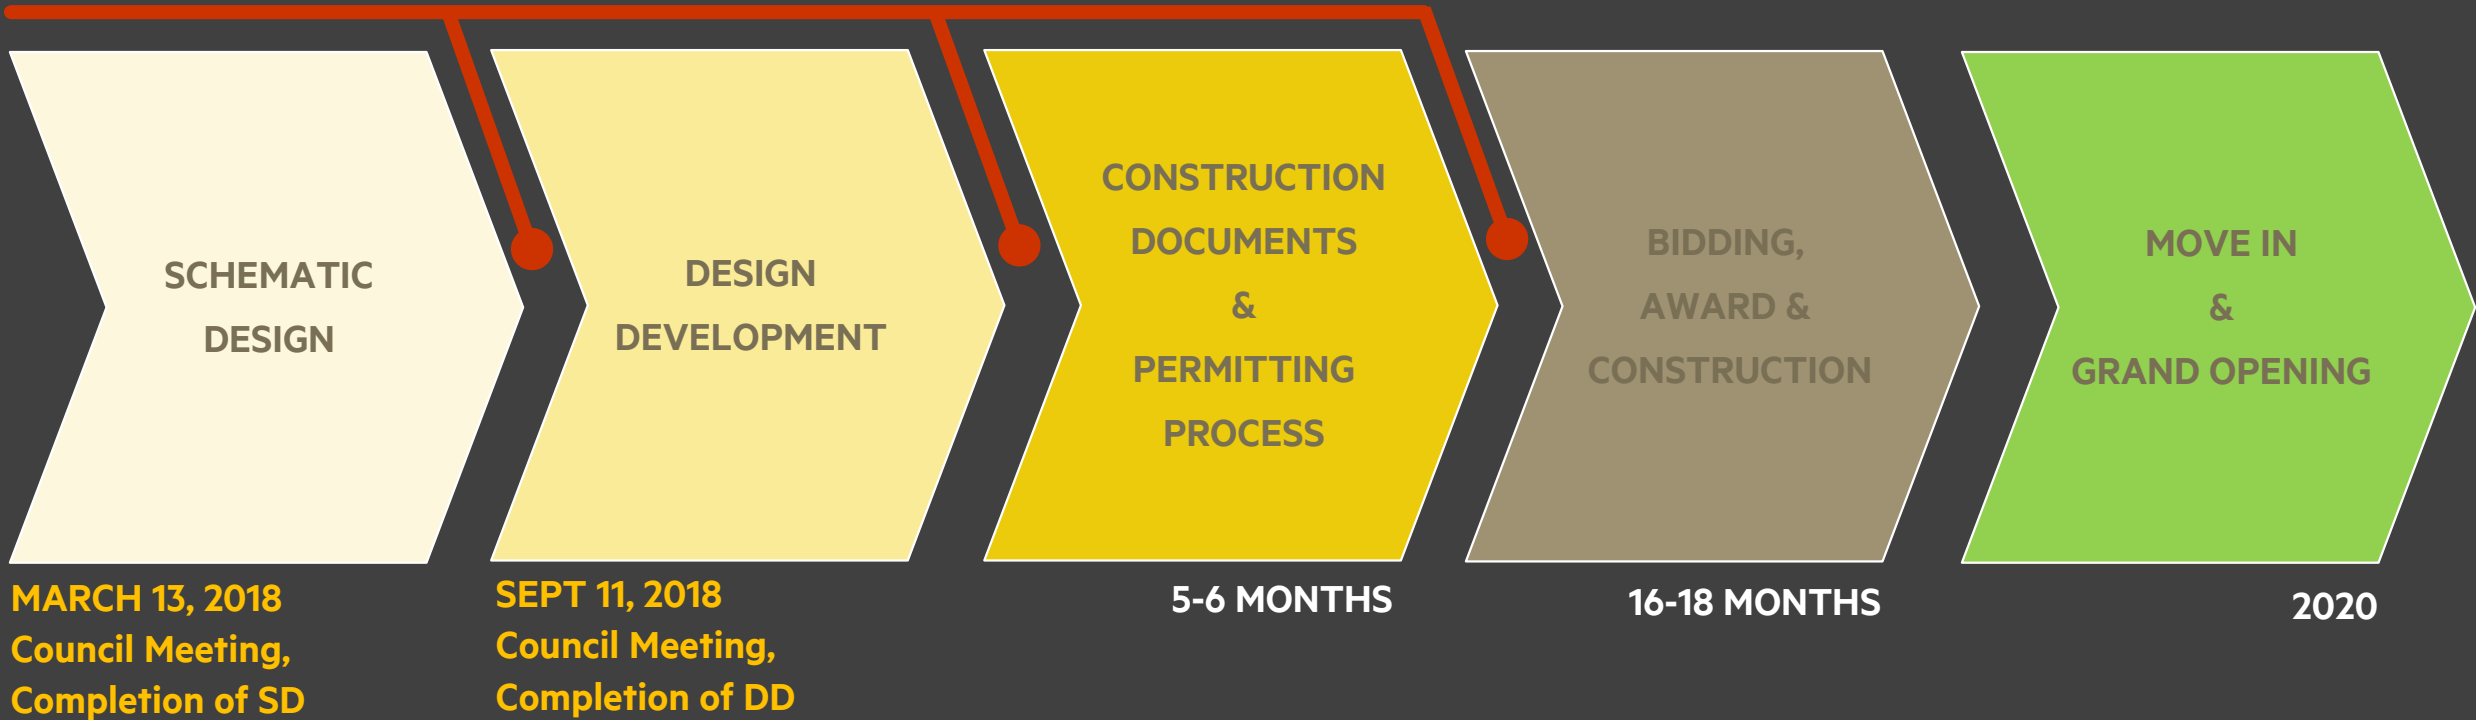 SCHEMATIC
DESIGN
MARCH 13, 2018
Council Meeting,
Completion of SD
DESIGN
DEVELOPMENT
SEPT 11, 2018
Council Meeting,
Completion of DD
CONSTRUCTION
DOCUMENTS
&
PERMITTING
PROCESS
5-6 MONTHS
BIDDING,
AWARD &
CONSTRUCTION
16-18 MONTHS
MOVE IN
&
GRAND OPENING
2020